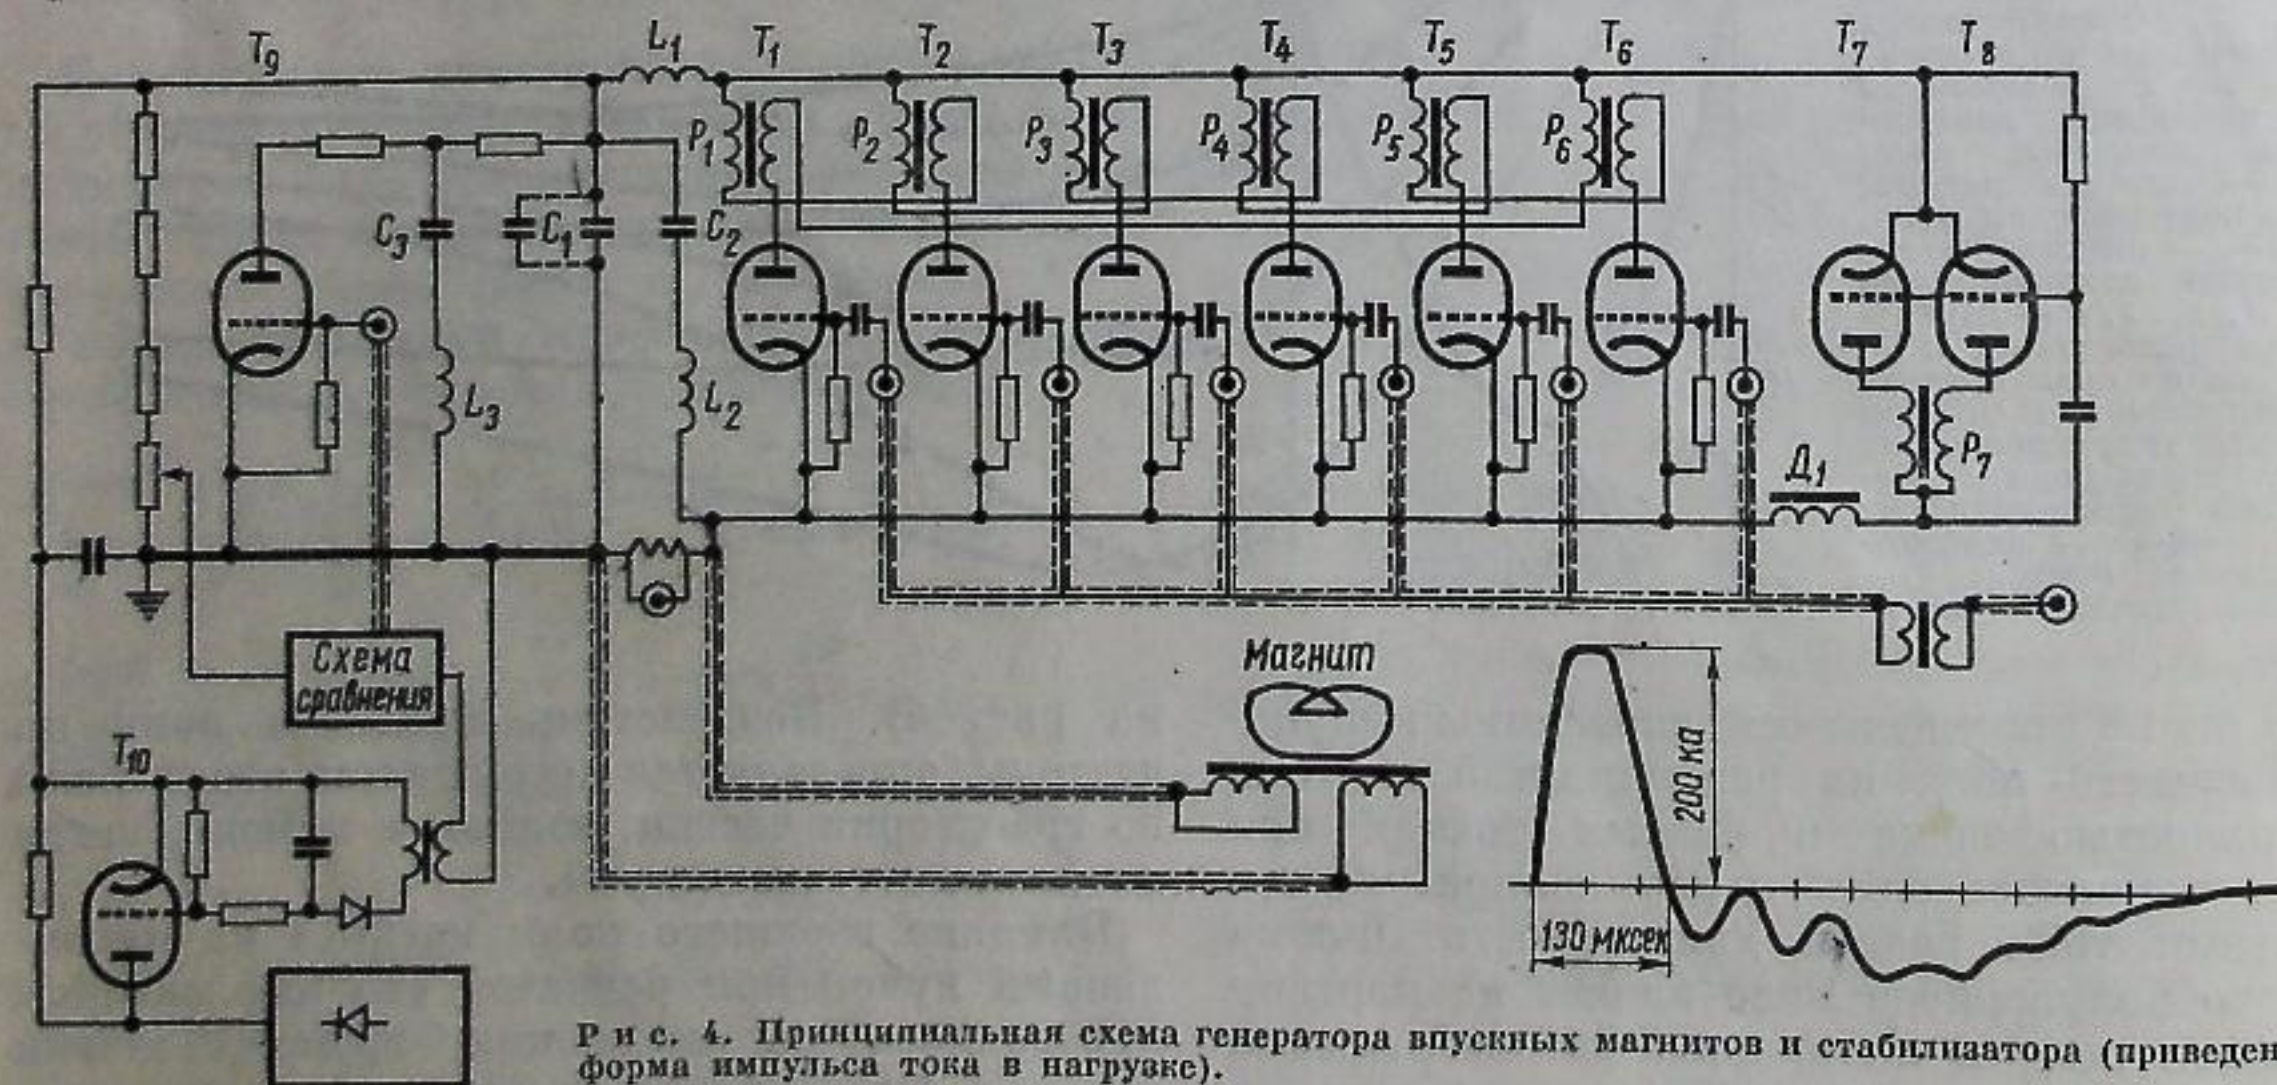 T₉
L₁
T₁
T₂
T₃
T₄
T₅
T₆
T₇
T₈
P₁
P₂
P₃
P₄
P₅
P₆
C₃
C₁
C₂
L₃
L₂
Д₁
P₇
Схема
сравнения
Магнит
T₁₀
200 ка
130 мксек
Рис. 4. Принципиальная схема генератора впускных магнитов и стабилизатора (приведен
форма импульса тока в нагрузке).